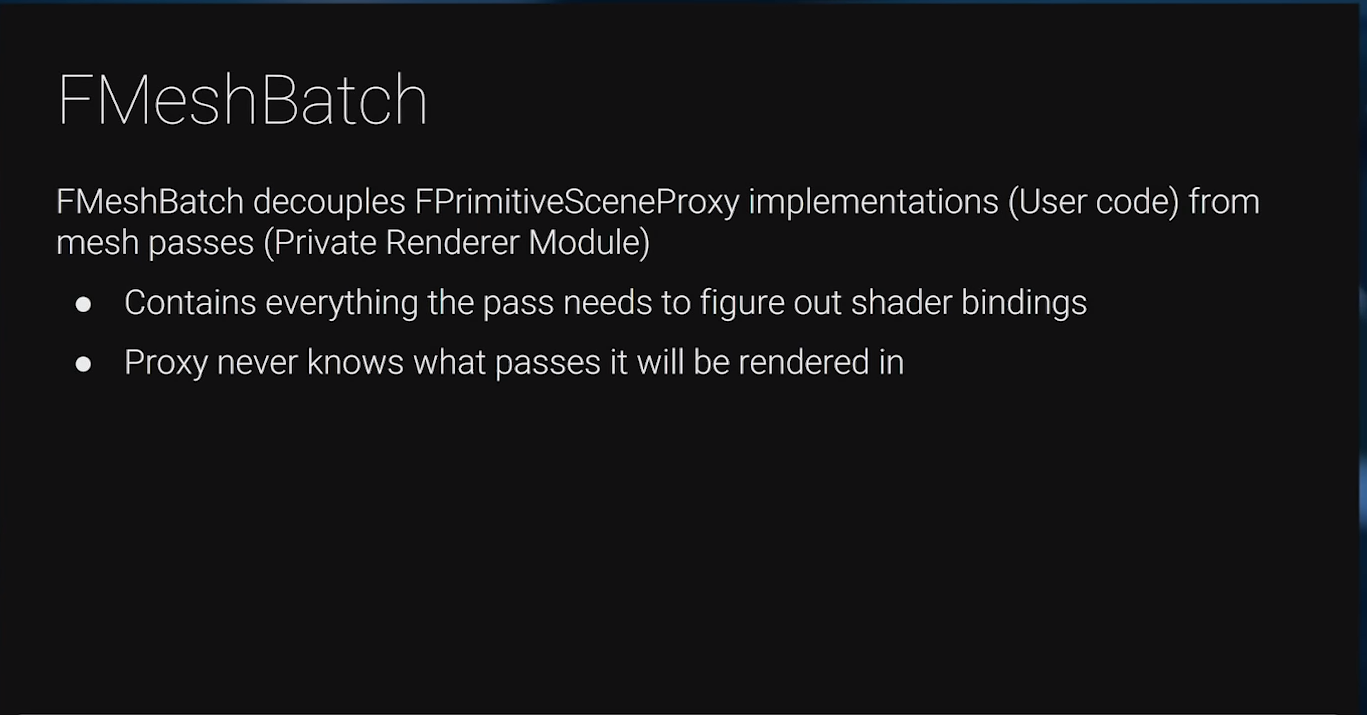 FMeshBatch
FMeshBatch decouples FPrimitiveSceneProxy implementations (User code) from
mesh passes (Private Renderer Module)
● Contains everything the pass needs to figure out shader bindings
● Proxy never knows what passes it will be rendered in